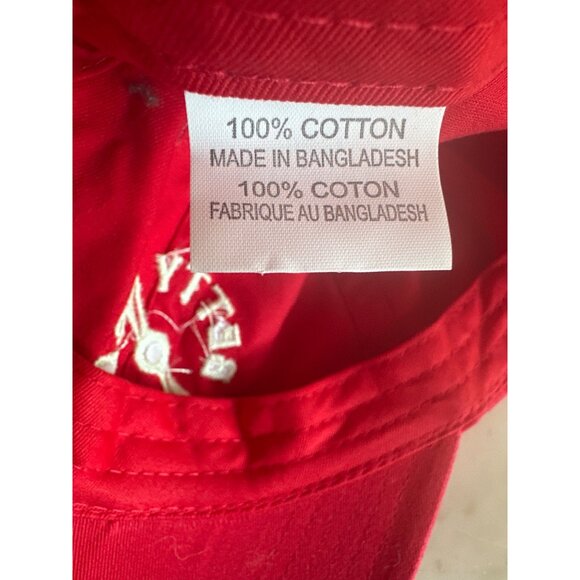 100% COTTON
MADE IN BANGLADESH
100% COTON
FABRIQUE AU BANGLADESH